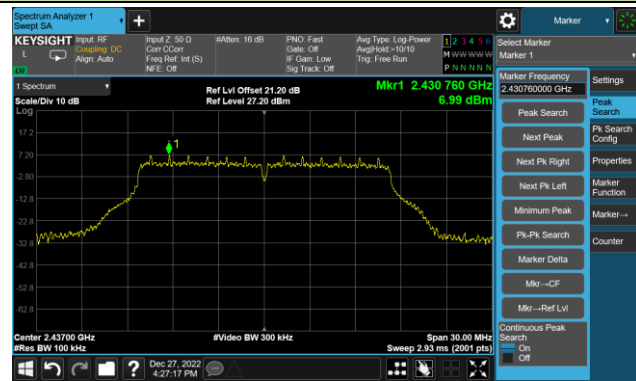 Spectrum Analyzer 1
Swept SA
Marker
KEYSIGHT
L
Input: RF
Coupling: DC
Align: Auto
Input Z: 50 Ω
Corr CCorr
Freq Ref: Int (S)
NFE: Off
#Atten: 16 dB
PNO: Fast
Gate: Off
IF Gain: Low
Sig Track: Off
Avg Type: Log-Power
Avg|Hold:>10/10
Trig: Free Run
1 2 3 4 5 6
M W W W W W
P N N N N N
Select Marker
Marker 1
1 Spectrum
Scale/Div 10 dB
Log
Ref Lvl Offset 21.20 dB
Ref Level 27.20 dBm
Mkr1 2.430 760 GHz
6.99 dBm
17.2
7.20
-2.80
-12.8
-22.8
-32.8
-42.8
-52.8
-62.8
1
Center 2.43700 GHz
#Res BW 100 kHz
#Video BW 300 kHz
Span 30.00 MHz
Sweep 2.93 ms (2001 pts)
Marker Frequency
2.430760000 GHz
Peak Search
Next Peak
Next Pk Right
Next Pk Left
Minimum Peak
Pk-Pk Search
Marker Delta
Mkr→CF
Mkr→Ref Lvl
Continuous Peak
Search
On
Off
Settings
Peak
Search
Pk Search
Config
Properties
Marker
Function
Marker→
Counter
Dec 27, 2022
4:27:17 PM